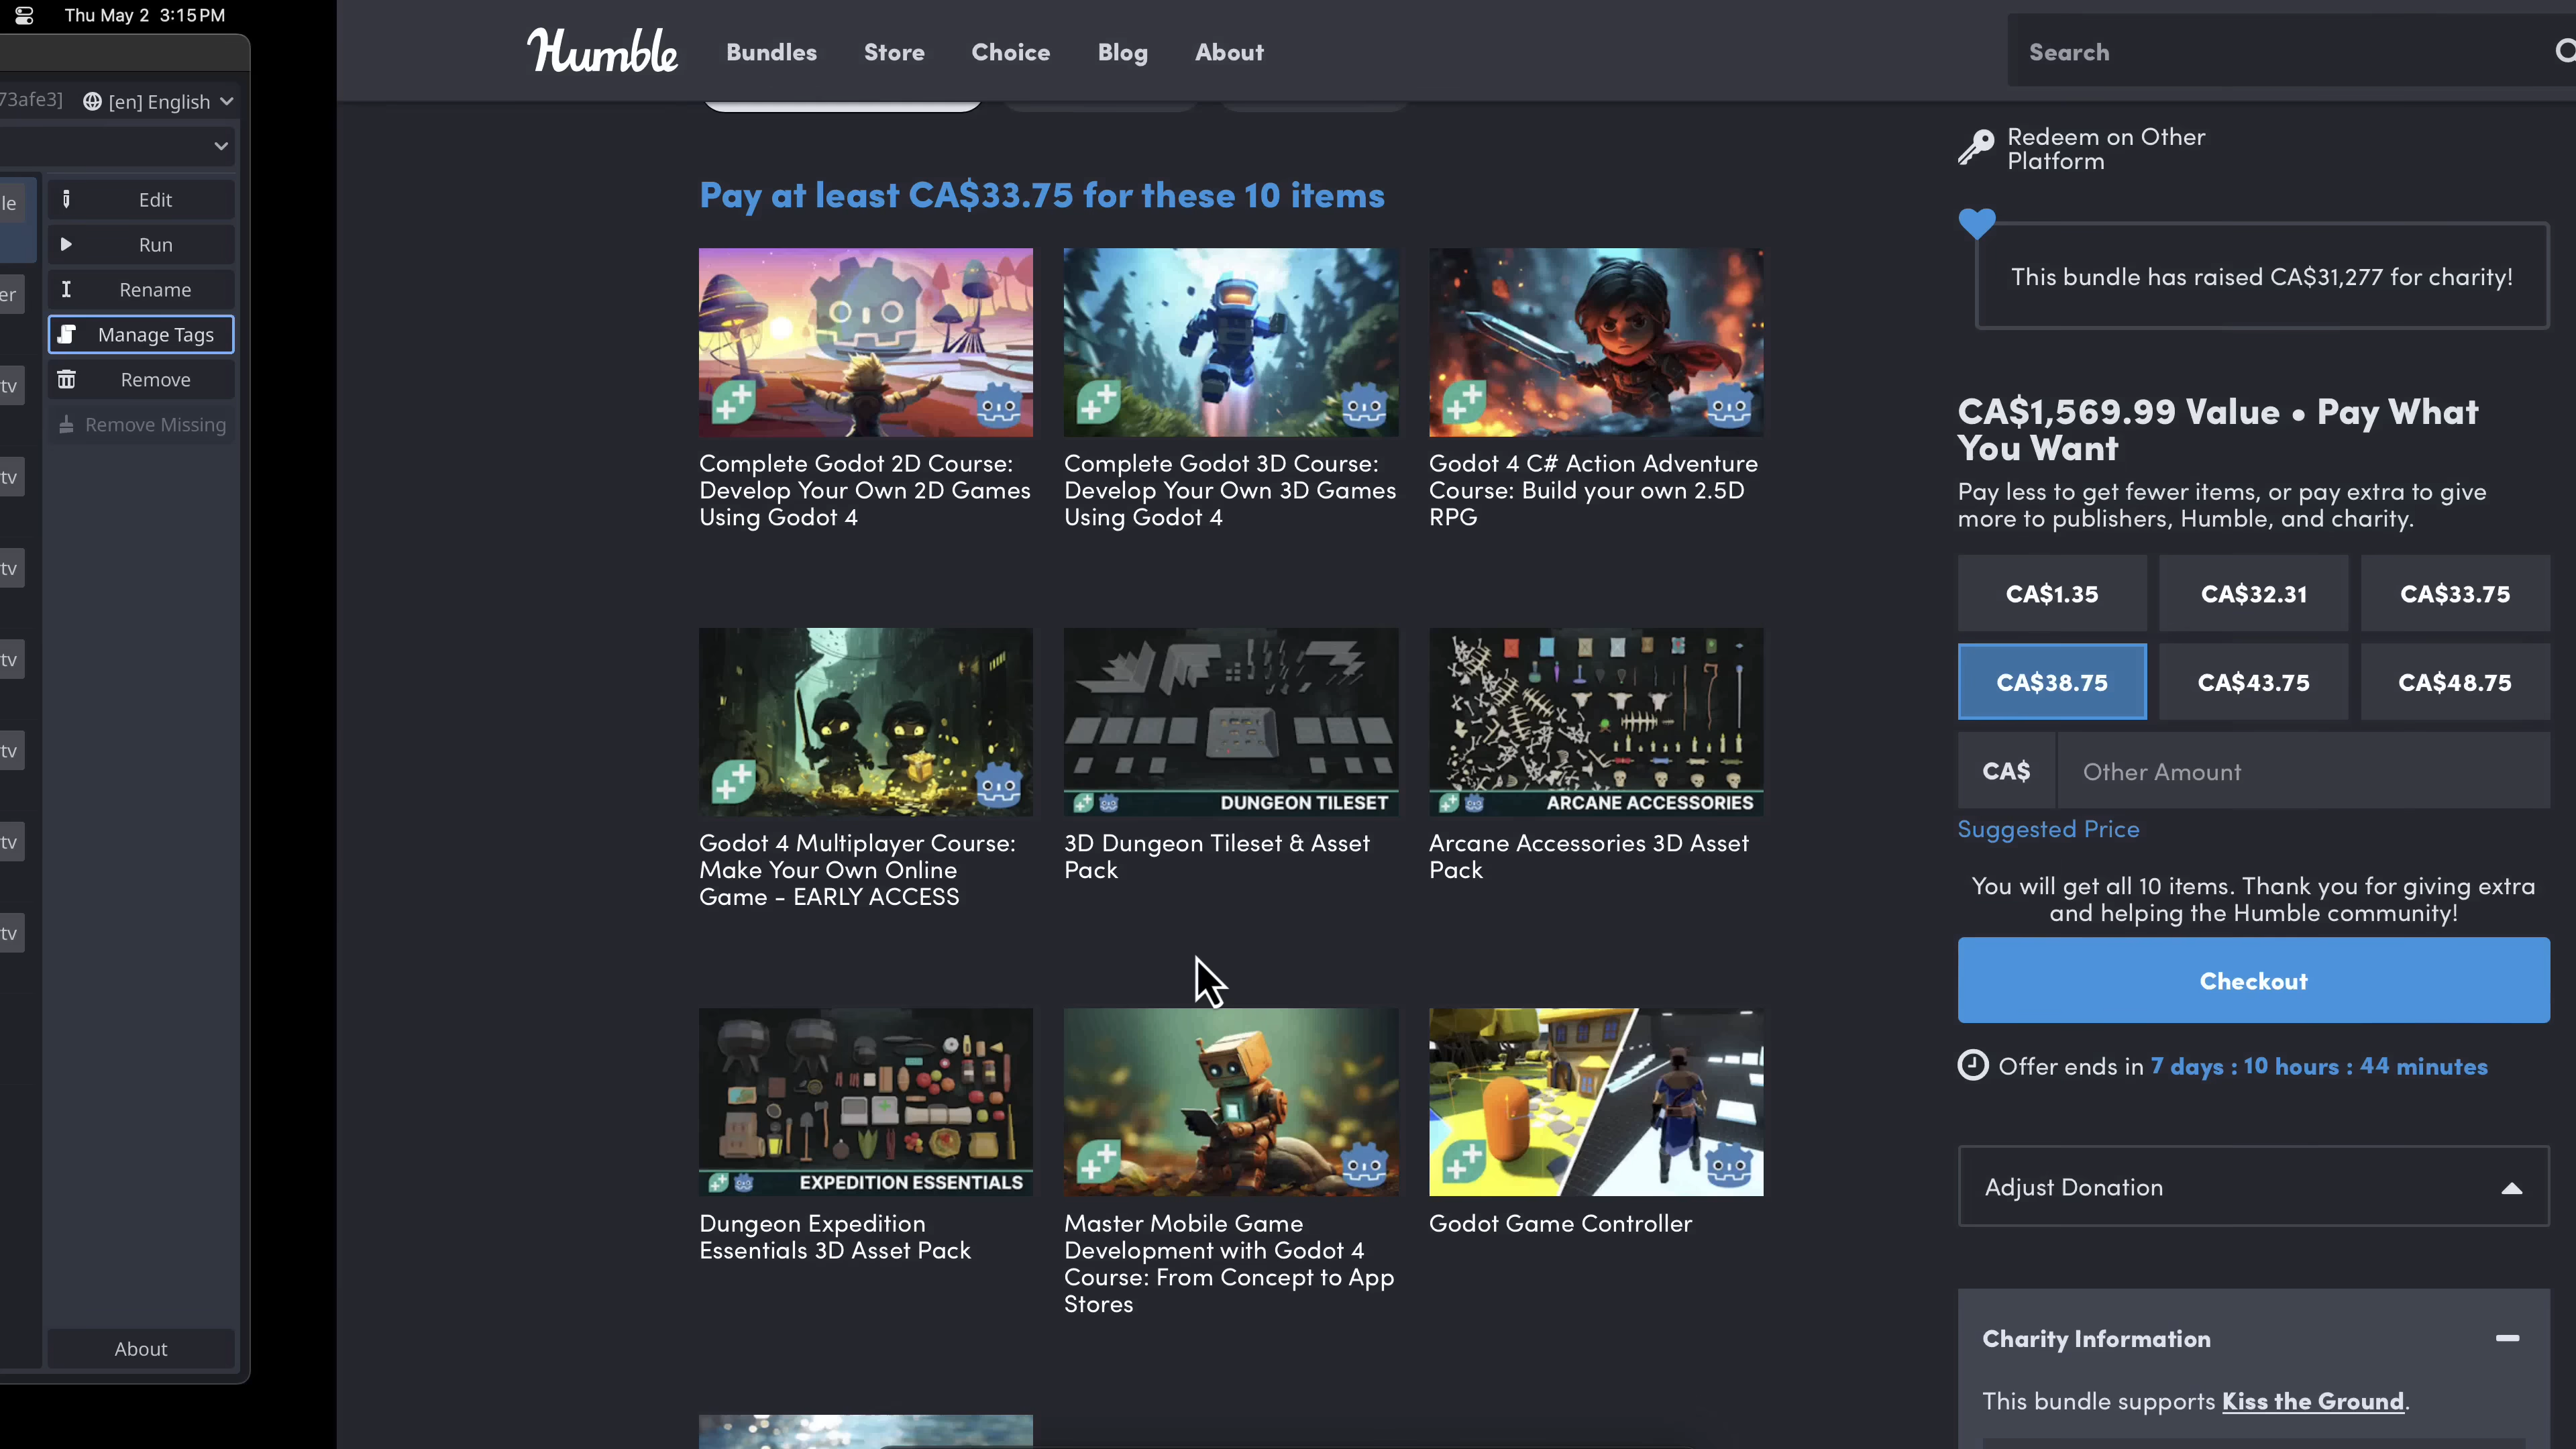 Thu May 2 3:15 PM
73afe3]
[en] English
Edit
Run
Rename
Manage Tags
Remove
Remove Missing
le
er
tv
tv
tv
tv
tv
tv
tv
About
Humble
Bundles
Store
Choice
Blog
About
Search
Pay at least CA$33.75 for these 10 items
Complete Godot 2D Course:
Develop Your Own 2D Games
Using Godot 4
Complete Godot 3D Course:
Develop Your Own 3D Games
Using Godot 4
Godot 4 C# Action Adventure
Course: Build your own 2.5D
RPG
DUNGEON TILESET
ARCANE ACCESSORIES
Godot 4 Multiplayer Course:
Make Your Own Online
Game - EARLY ACCESS
3D Dungeon Tileset & Asset
Pack
Arcane Accessories 3D Asset
Pack
EXPEDITION ESSENTIALS
Dungeon Expedition
Essentials 3D Asset Pack
Master Mobile Game
Development with Godot 4
Course: From Concept to App
Stores
Godot Game Controller
Redeem on Other
Platform
This bundle has raised CA$31,277 for charity!
CA$1,569.99 Value • Pay What
You Want
Pay less to get fewer items, or pay extra to give
more to publishers, Humble, and charity.
CA$1.35
CA$32.31
CA$33.75
CA$38.75
CA$43.75
CA$48.75
CA$
Other Amount
Suggested Price
You will get all 10 items. Thank you for giving extra
and helping the Humble community!
Checkout
Offer ends in 7 days : 10 hours : 44 minutes
Adjust Donation
Charity Information
This bundle supports Kiss the Ground.